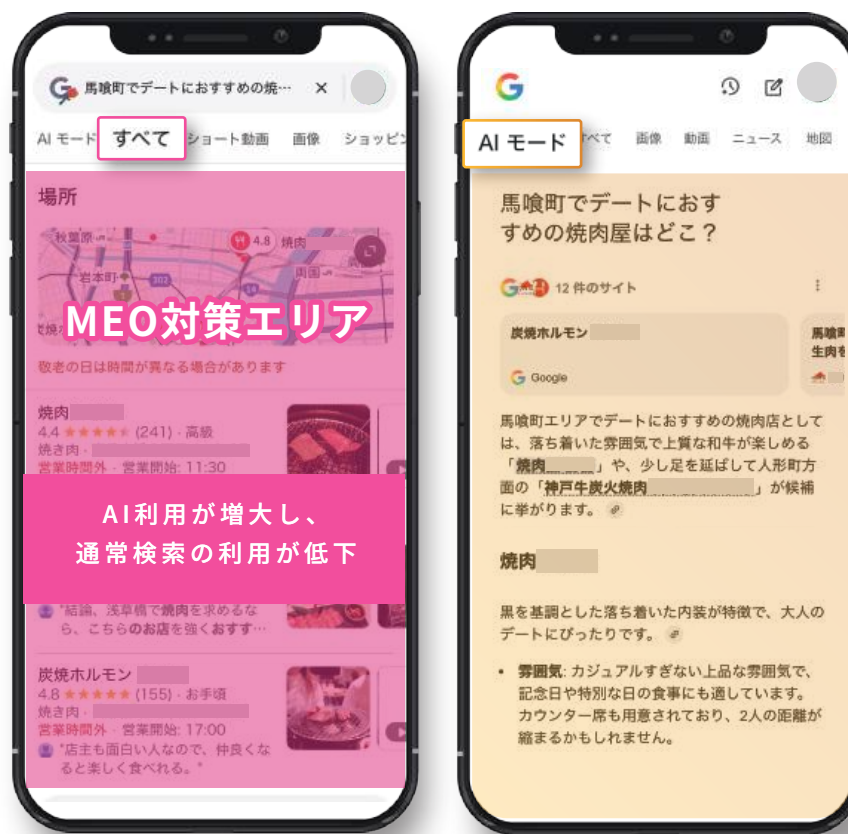 馬喰町でデートにおすすめの焼…
×
AI モード
すべて
ショート動画
画像
ショッピ
場所
秋葉原
4.8
焼肉
岩本町
両国
302
14
MEO対策エリア
敬老の日は時間が異なる場合があります
焼肉
4.4 ★★★★★ (241) · 高級
焼き肉 ·
営業時間外 · 営業開始: 11:30
AI利用が増大し、
通常検索の利用が低下
"結論、浅草橋で焼肉を求めるな
ら、こちらのお店を強くおすす…
炭焼ホルモン
4.8 ★★★★★ (155) · お手頃
焼き肉 ·
営業時間外 · 営業開始: 17:00
"店主も面白い人なので、仲良くな
ると楽しく食べれる。"
AI モード
べて
画像
動画
ニュース
地図
馬喰町でデートにおす
すめの焼肉屋はどこ？
12 件のサイト
炭焼ホルモン
Google
馬喰町
生肉を
馬喰町エリアでデートにおすすめの焼肉店として
は、落ち着いた雰囲気で上質な和牛が楽しめる
「焼肉 」や、少し足を延ばして人形町方
面の「神戸牛炭火焼肉 」が候補
に挙がります。
焼肉
黒を基調とした落ち着いた内装が特徴で、大人の
デートにぴったりです。
• 雰囲気: カジュアルすぎない上品な雰囲気で、
記念日や特別な日の食事にも適しています。
カウンター席も用意されており、2人の距離が
縮まるかもしれません。